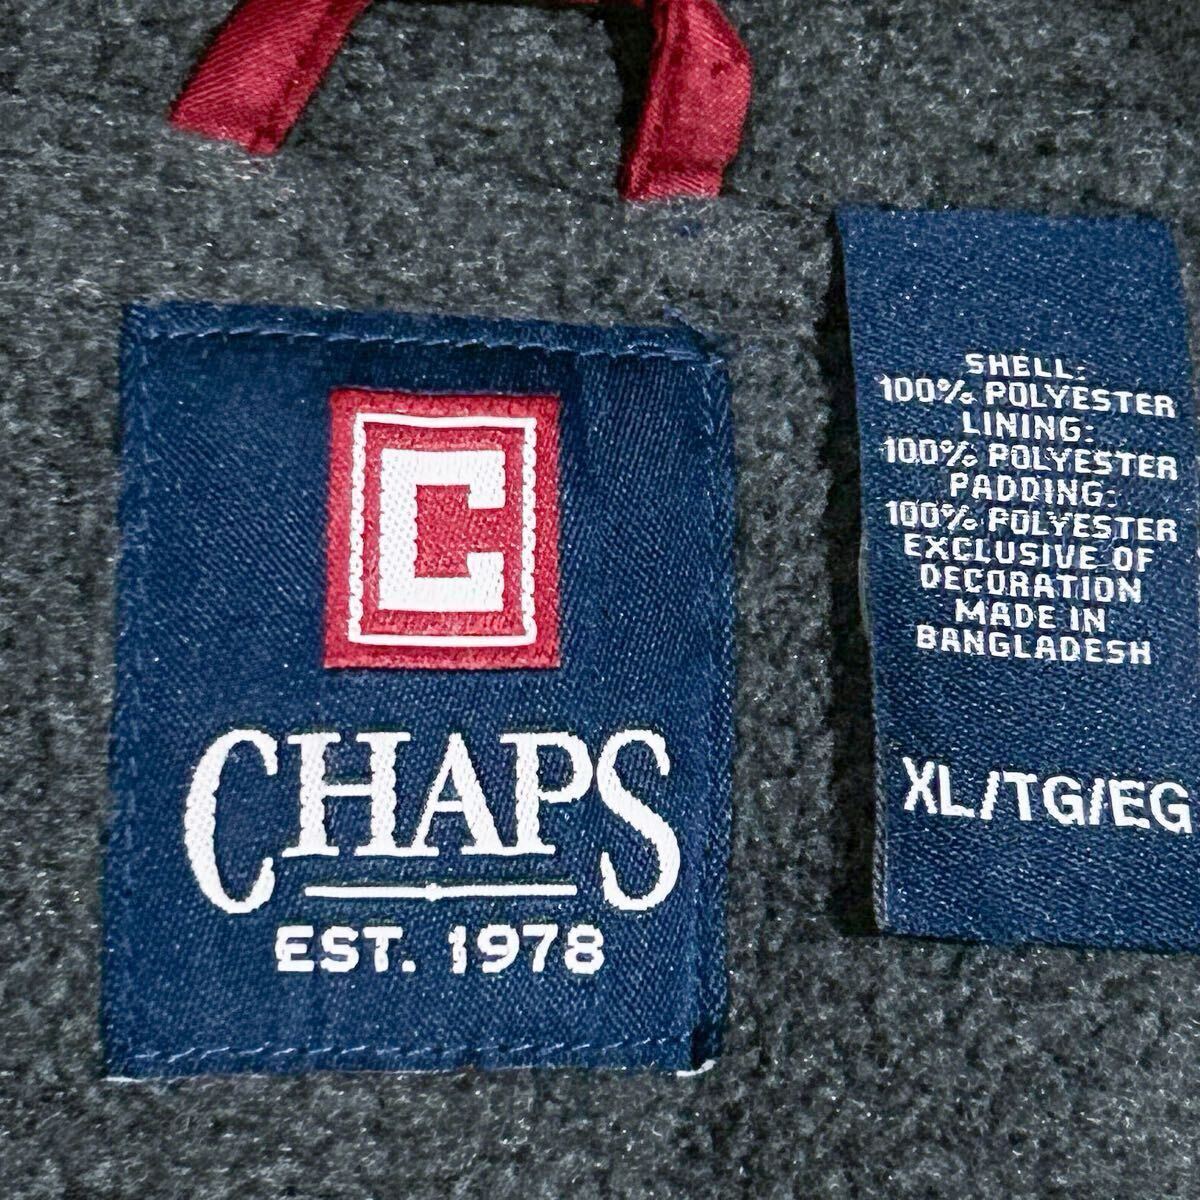 C
CHAPS
EST. 1978
SHELL:
100% POLYESTER
LINING:
100% POLYESTER
PADDING:
100% POLYESTER
EXCLUSIVE OF
DECORATION
MADE IN
BANGLADESH
XL/TG/EG